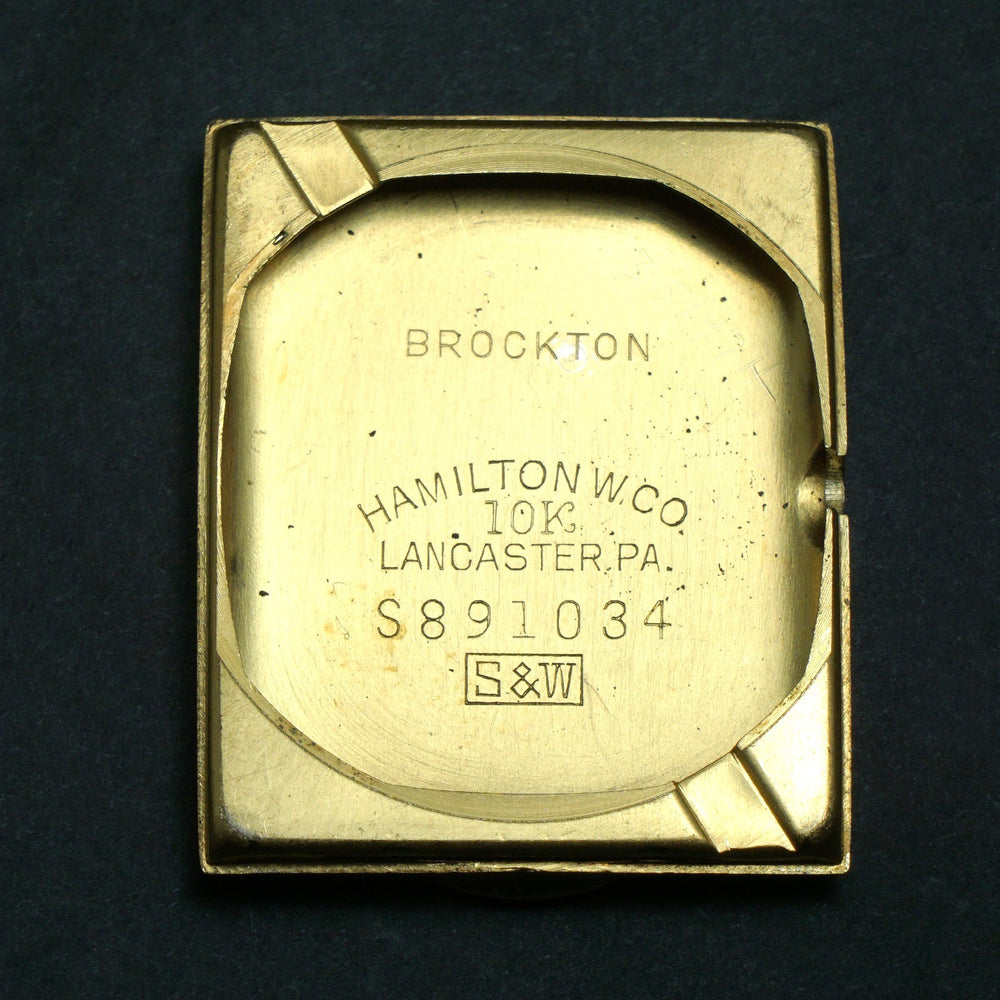 BROCKTON
HAMILTON W. CO
10K
LANCASTER, PA.
S891034
S&W